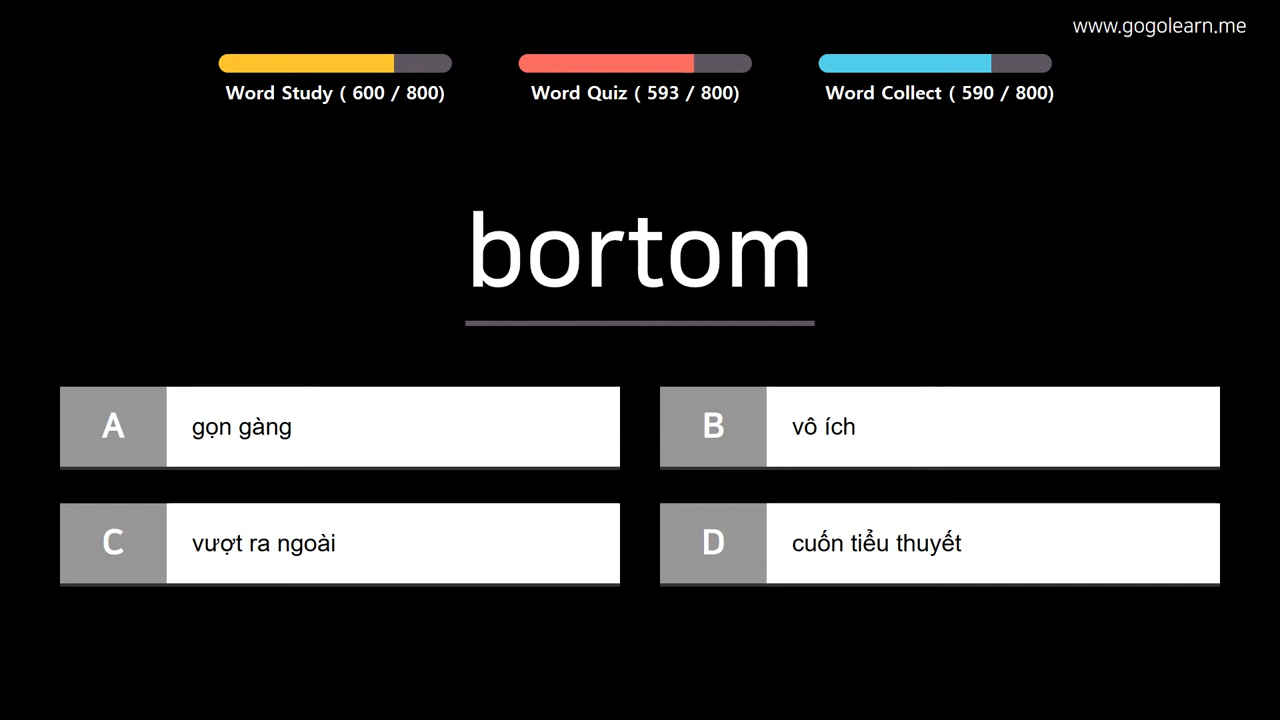 www.gogolearn.me
Word Study ( 600 / 800)
Word Quiz ( 593 / 800)
Word Collect ( 590 / 800)
bortom
A gọn gàng
B vô ích
C vượt ra ngoài
D cuốn tiểu thuyết